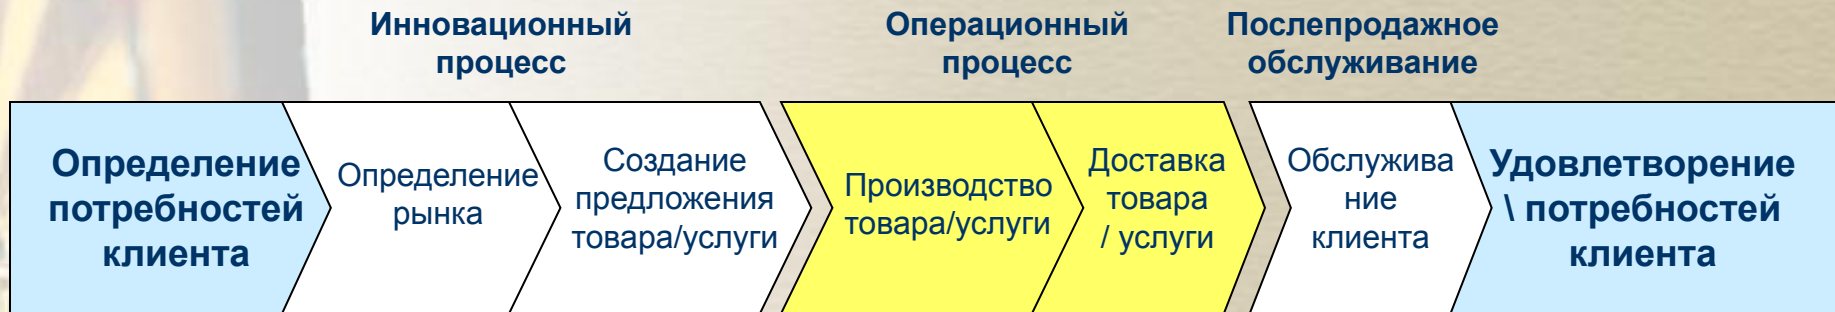 Инновационный
процесс
Операционный
процесс
Послепродажное
обслуживание
Определение
потребностей
клиента
Определение
рынка
Создание
предложения
товара/услуги
Производство
товара/услуги
Доставка
товара
/ услуги
Обслужива
ние
клиента
Удовлетворение
\ потребностей
клиента